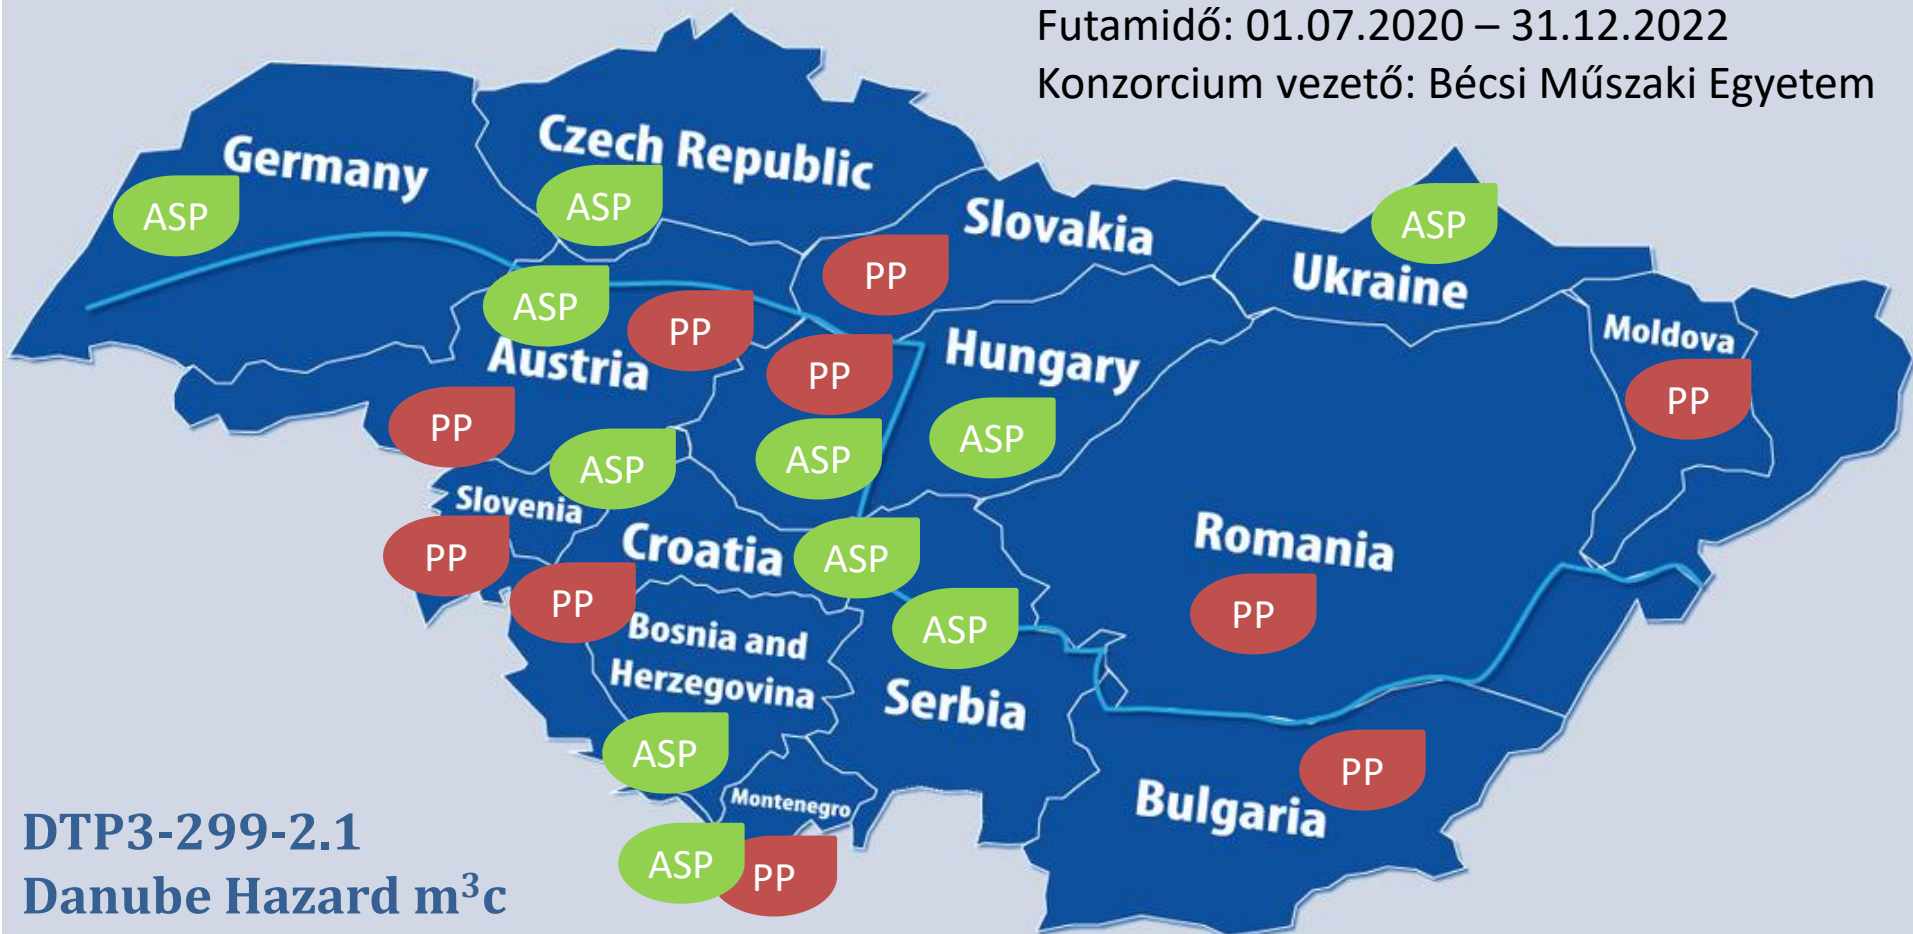 Futamidő: 01.07.2020 – 31.12.2022
Konzorcium vezető: Bécsi Műszaki Egyetem
Germany
Czech Republic
ASP
ASP
Slovakia
ASP
Ukraine
PP
ASP
PP
Austria
Hungary
PP
Moldova
PP
PP
ASP
ASP
ASP
Slovenia
PP
Croatia
ASP
Romania
PP
PP
ASP
Bosnia and
Herzegovina
Serbia
ASP
PP
Bulgaria
Montenegro
ASP
PP
DTP3-299-2.1
Danube Hazard m³c